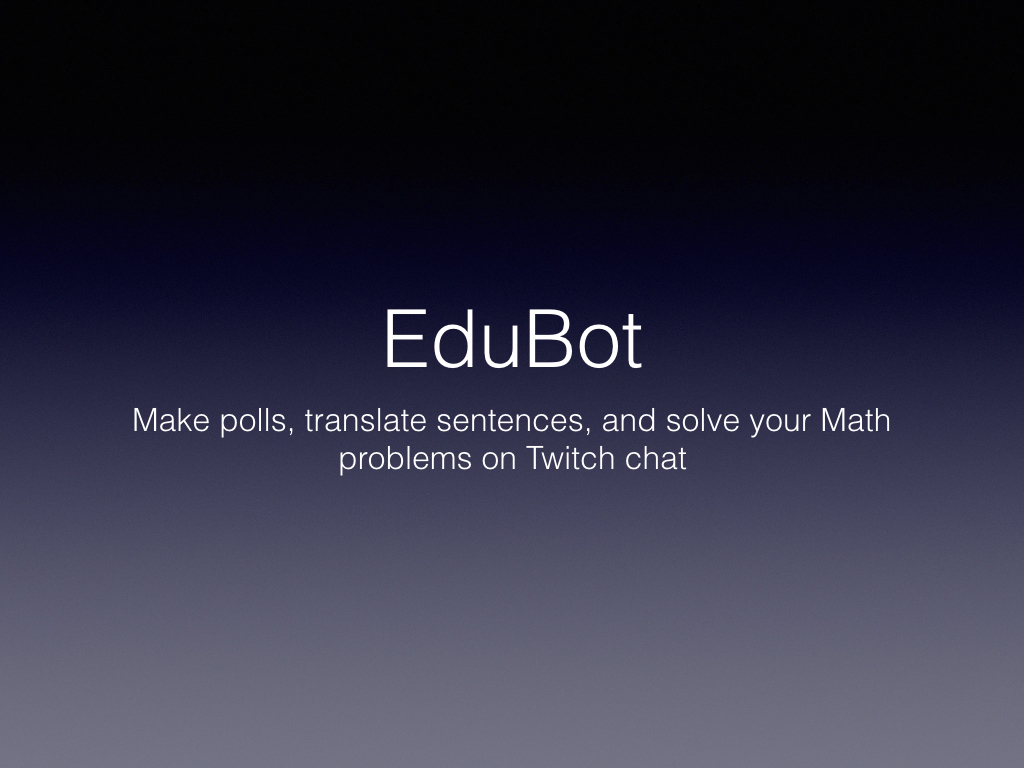 EduBot
Make polls, translate sentences, and solve your Math
problems on Twitch chat